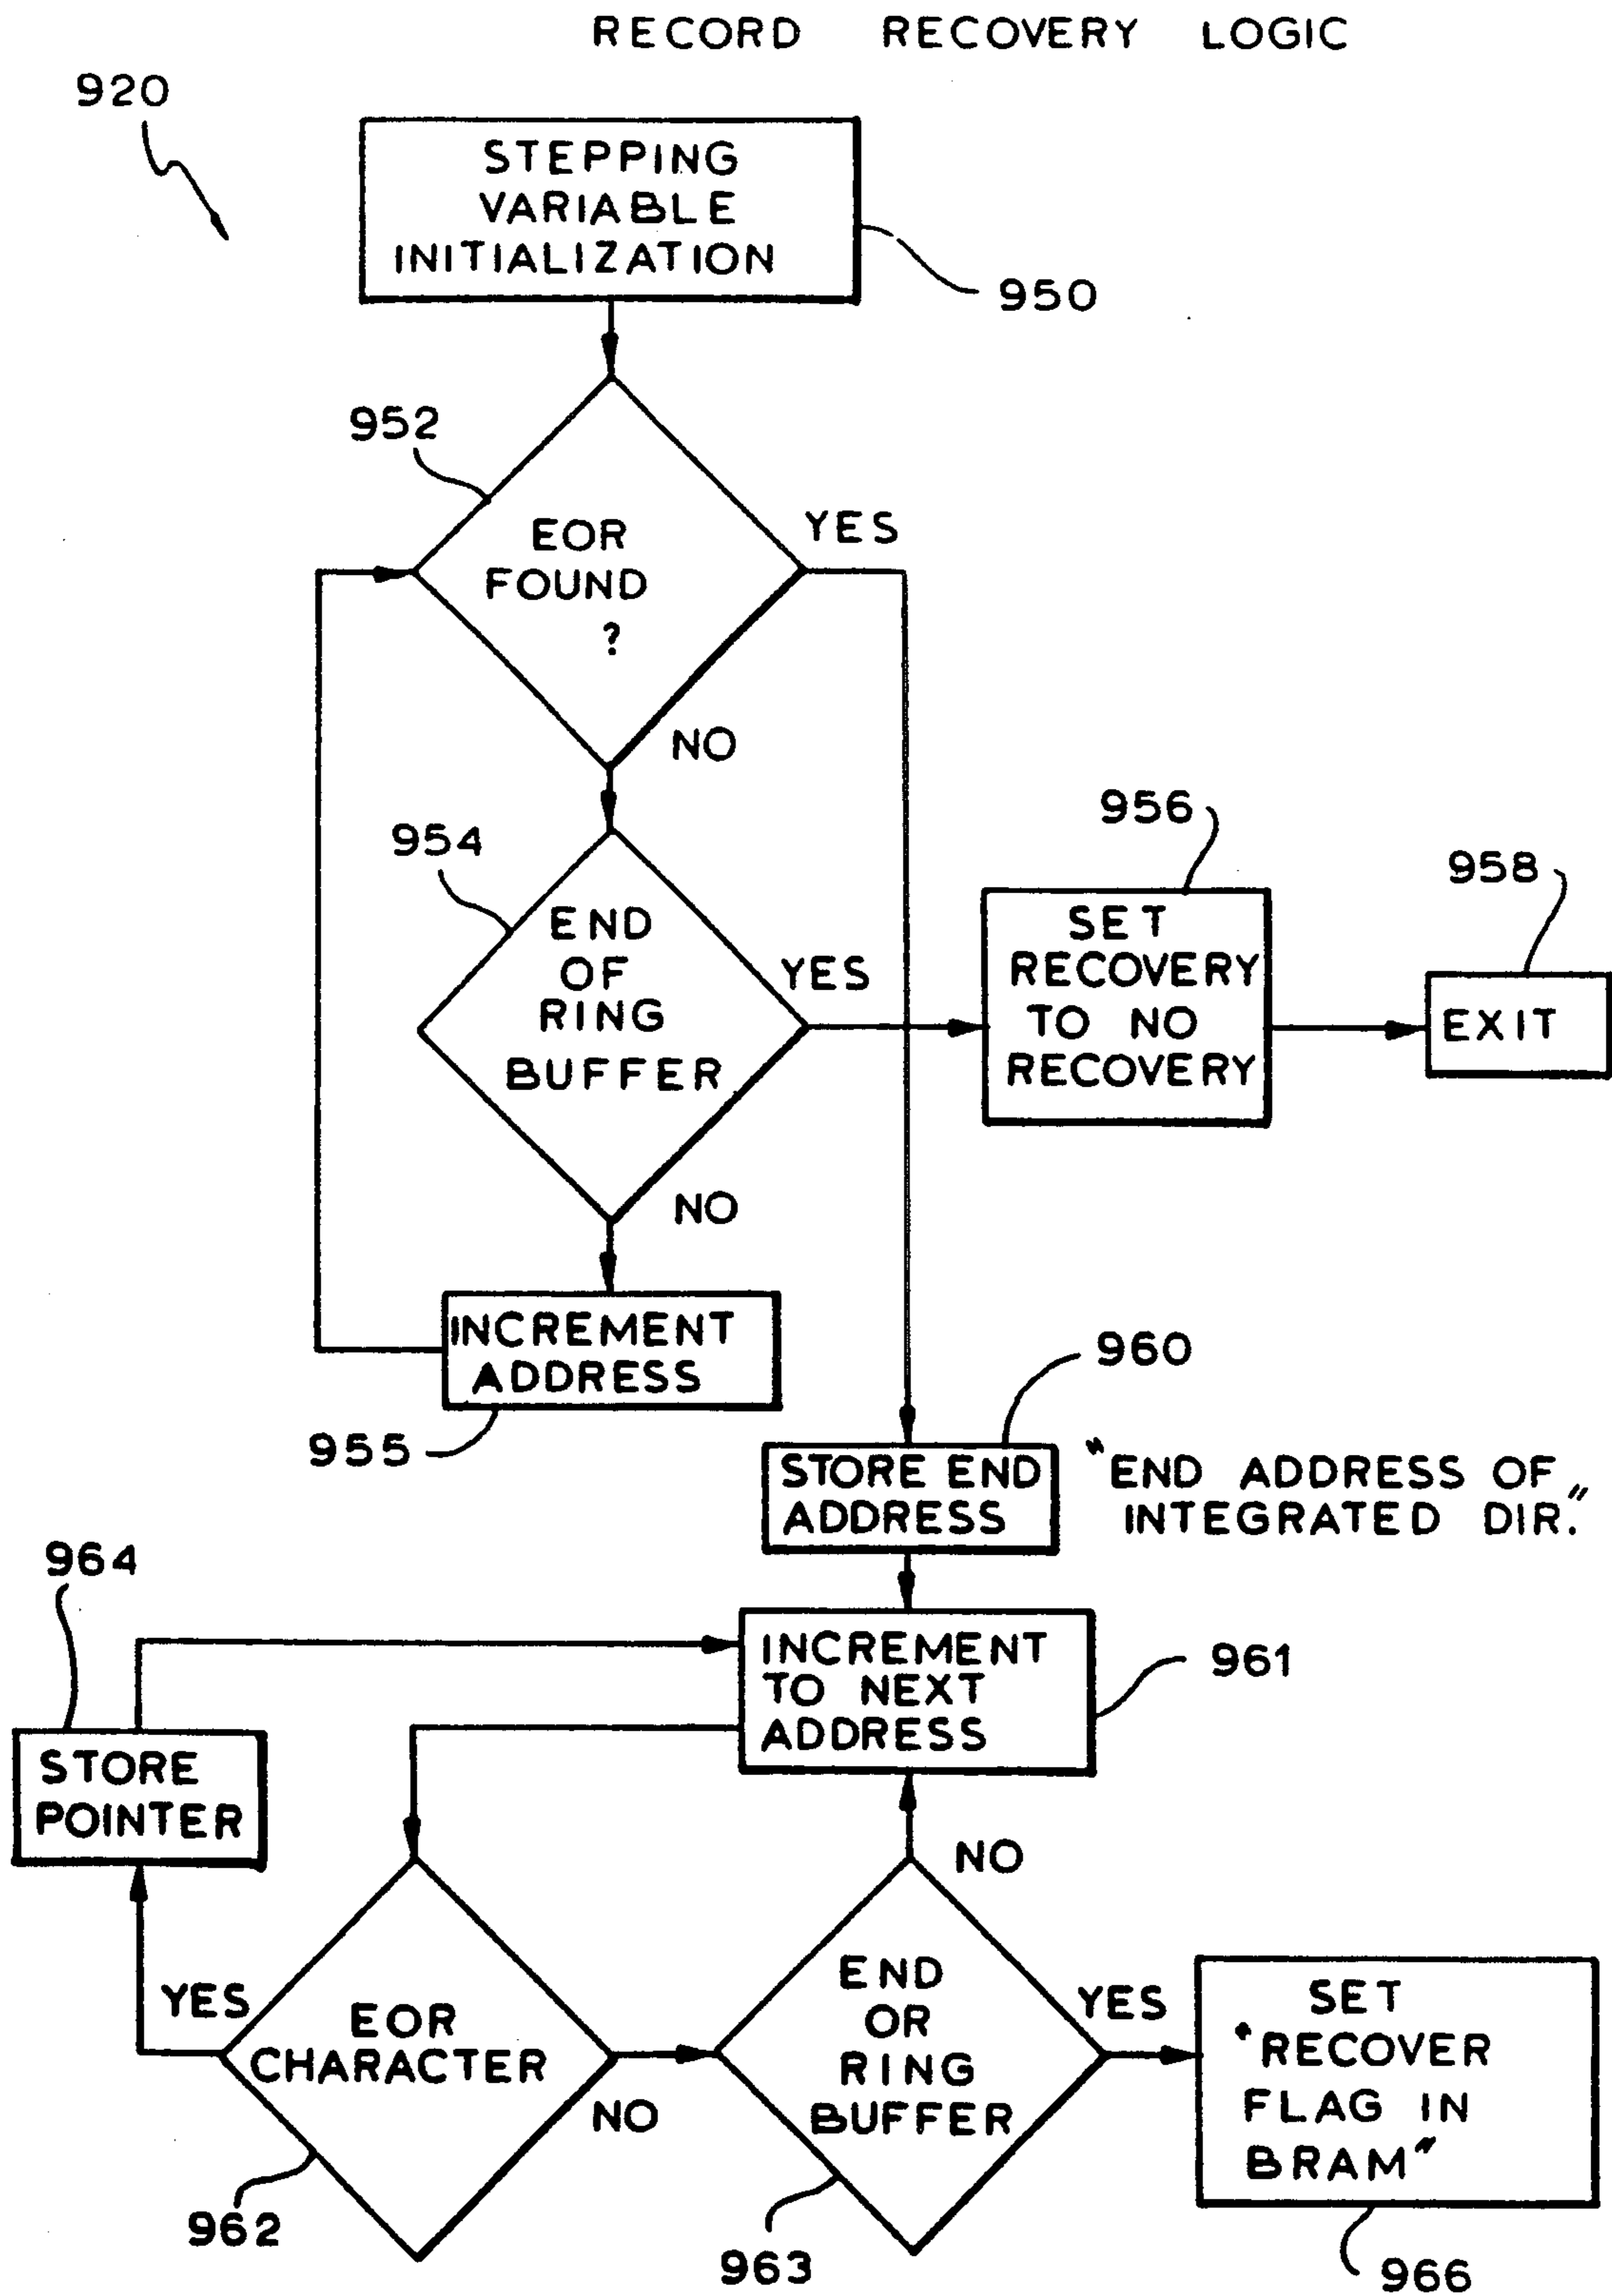 RECORD RECOVERY LOGIC
920
STEPPING
VARIABLE
INITIALIZATION
950
952
EOR
FOUND
?
YES
NO
954
END
OF
RING
BUFFER
YES
NO
956
SET
RECOVERY
TO NO
RECOVERY
958
EXIT
INCREMENT
ADDRESS
955
960
STORE END
ADDRESS
"END ADDRESS OF
INTEGRATED DIR."
964
INCREMENT
TO NEXT
ADDRESS
961
STORE
POINTER
NO
YES
EOR
CHARACTER
NO
962
END
OR
RING
BUFFER
YES
963
SET
"RECOVER
FLAG IN
BRAM"
966